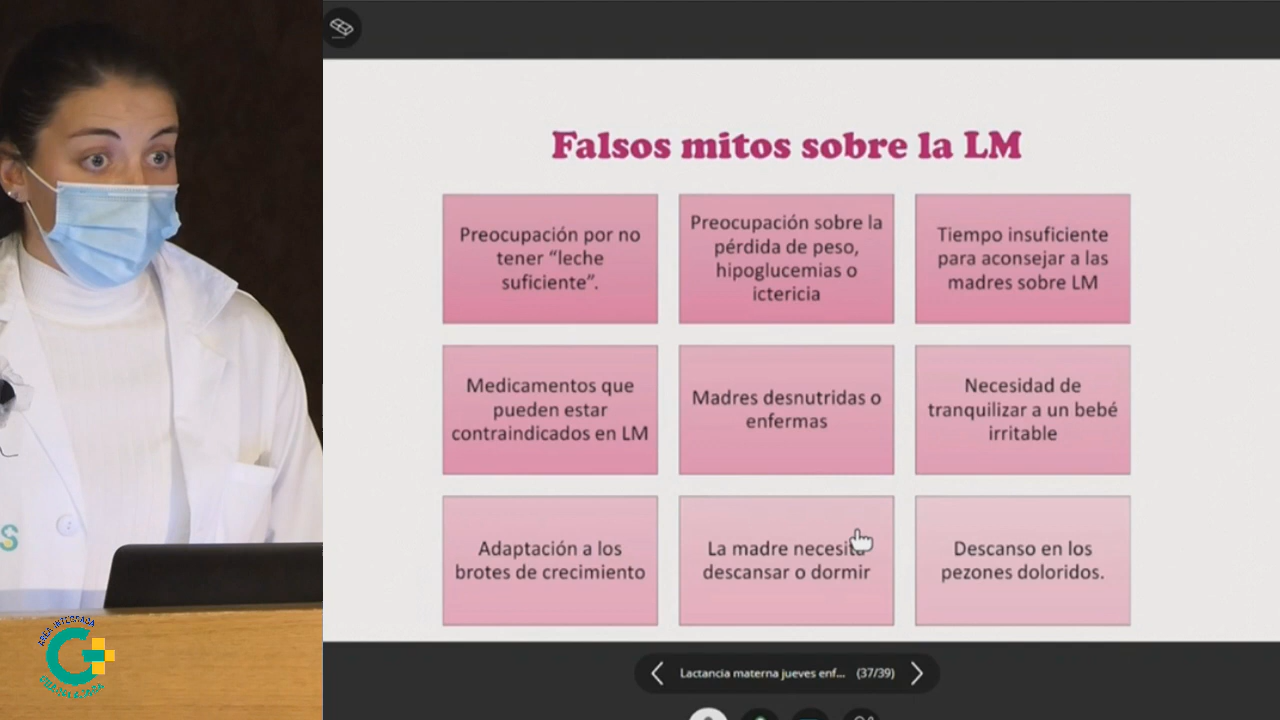 Falsos mitos sobre la LM
Preocupación por no
tener “leche
suficiente”.
Preocupación sobre la
pérdida de peso,
hipoglucemias o
ictericia
Tiempo insuficiente
para aconsejar a las
madres sobre LM
Medicamentos que
pueden estar
contraindicados en LM
Madres desnutridas o
enfermas
Necesidad de
tranquilizar a un bebé
irritable
Adaptación a los
brotes de crecimiento
La madre necesita
descansar o dormir
Descanso en los
pezones doloridos.
Lactancia materna jueves enf... (37/39)
S
ÁREA INTEGRADA
GUADALAJARA